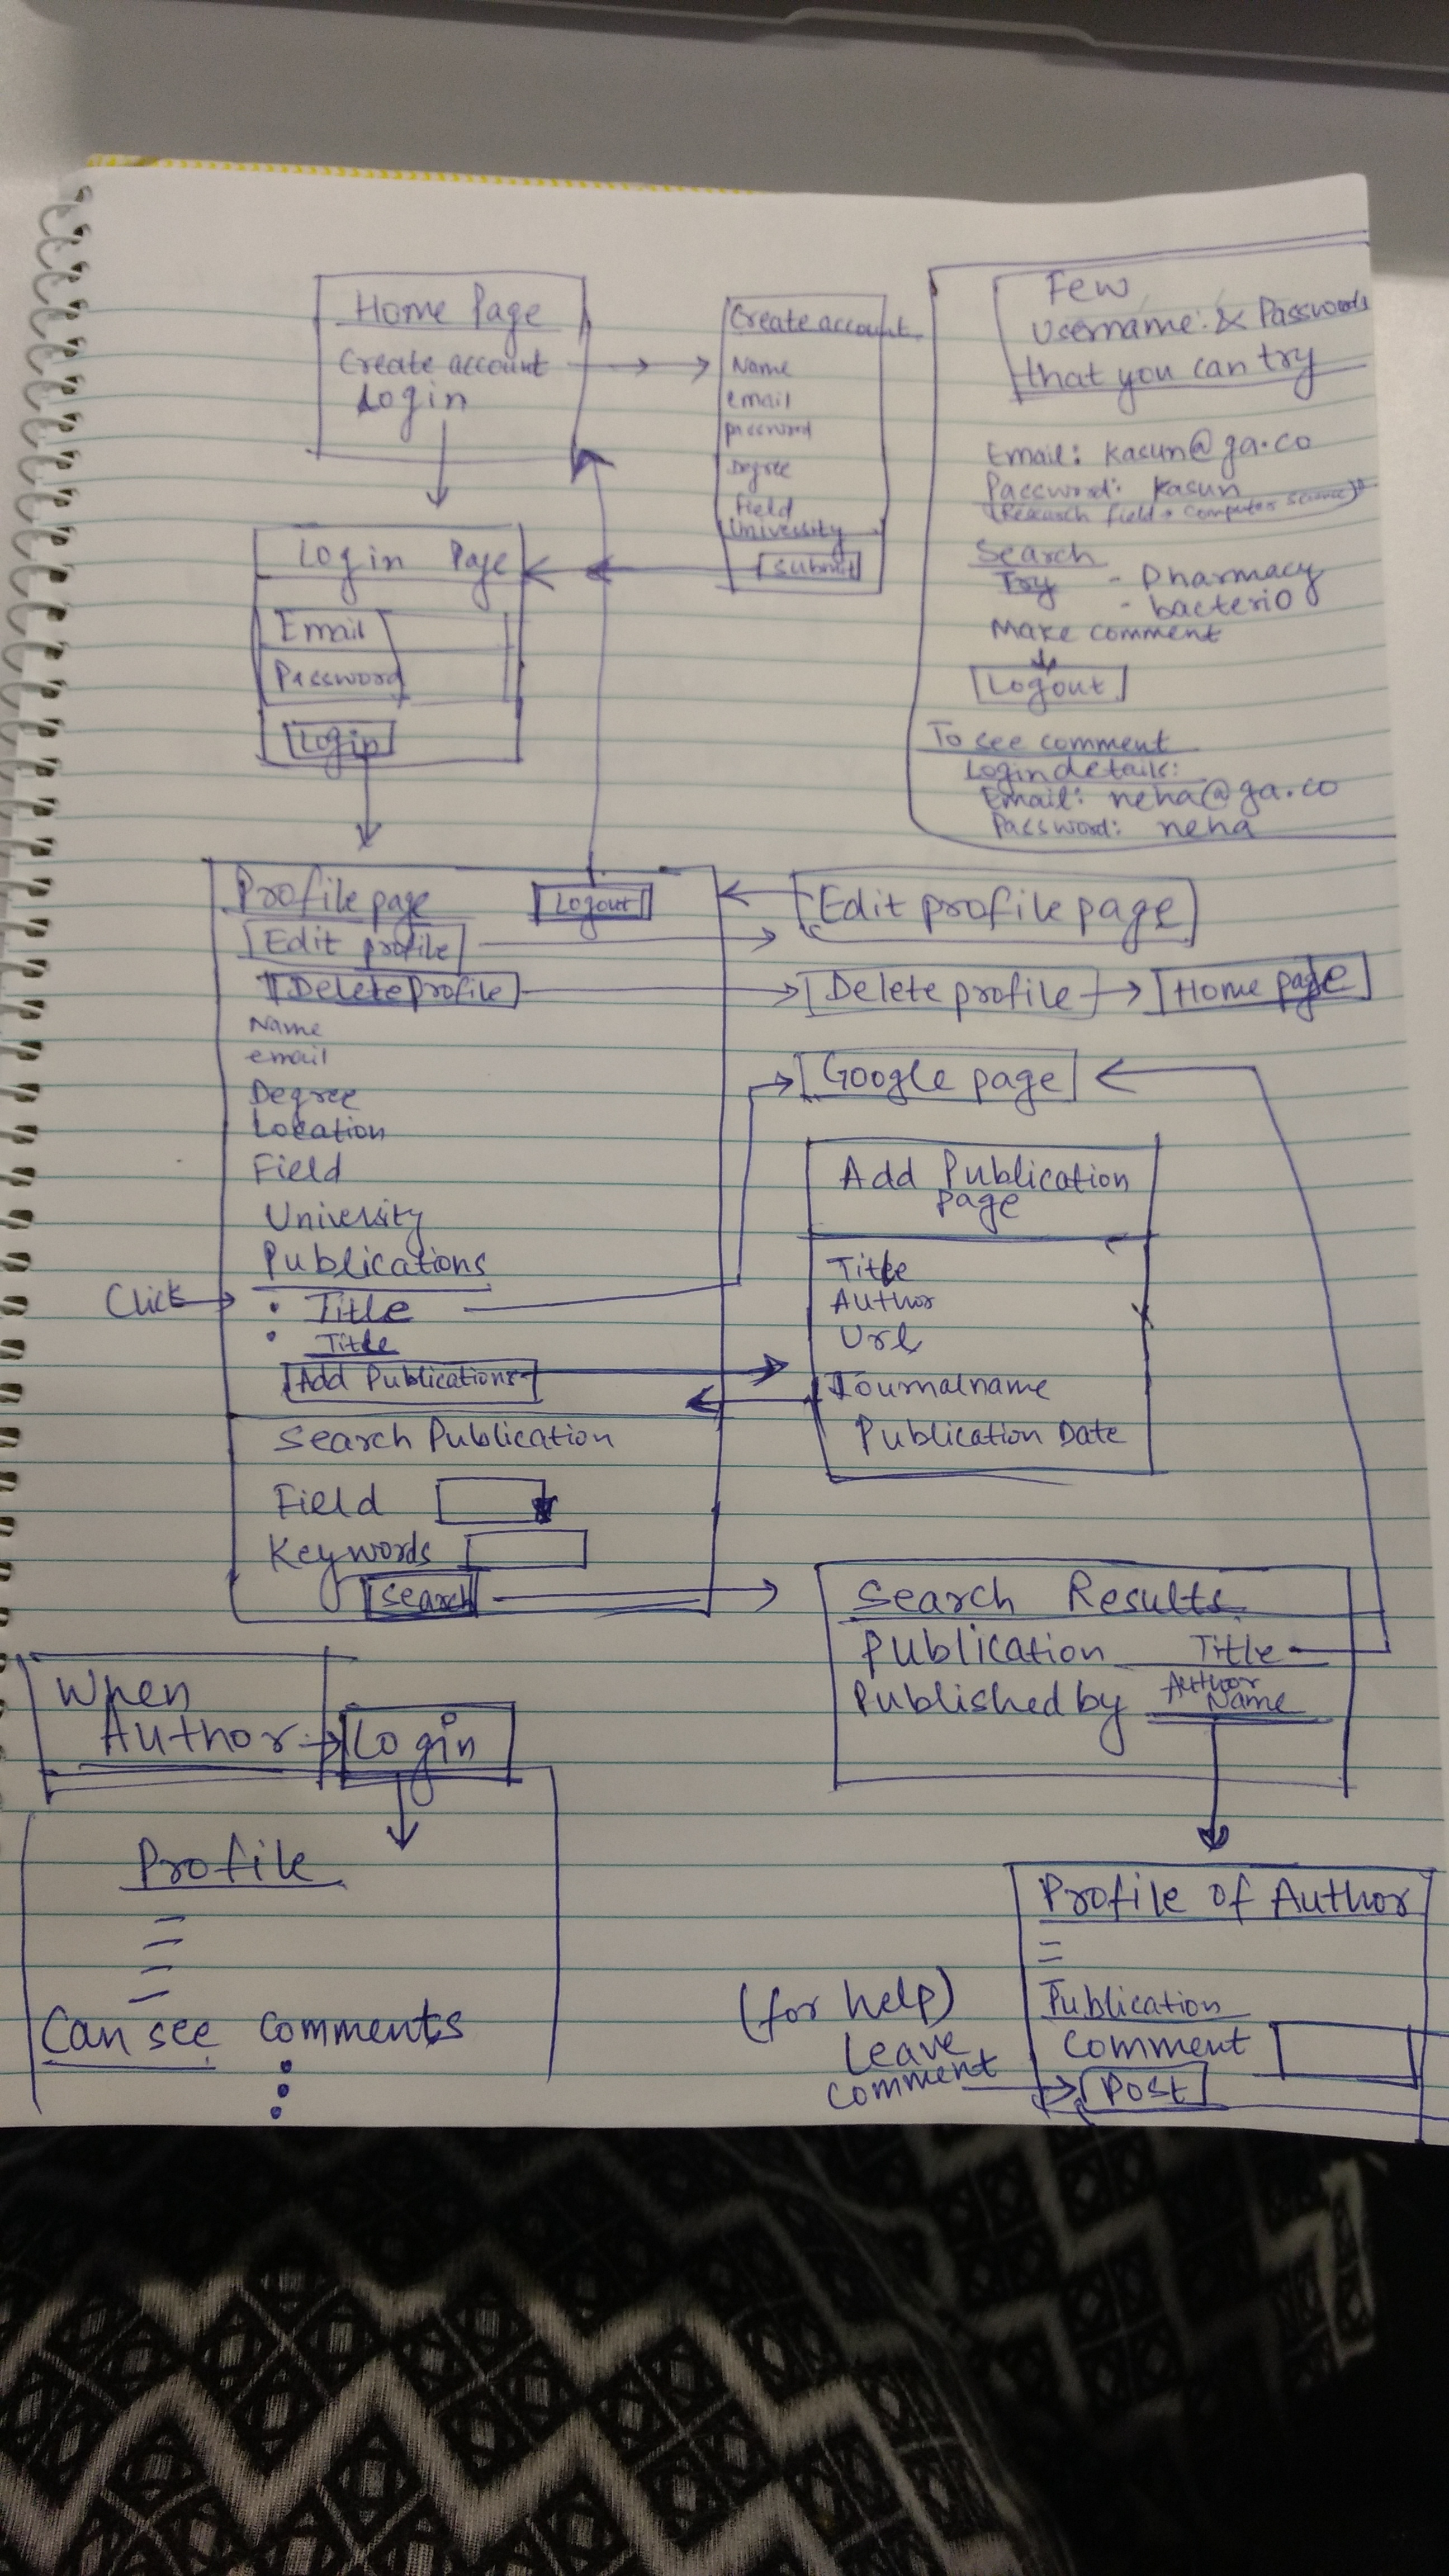 Home Page
Create account
Login
Create account
Name
email
password
Degree
Field
University
Submit
Few
Username: & Passwords
that you can try
Email: kasun@ga.co
Password: kasun
(Research field → Computer Science)
Search
Try - Pharmacy
- bacterio
Make comment
Logout
To see comment
Login details:
Email: neha@ga.co
Password: neha
Login Page
Email
Password
Login
Profile page Logout
Edit profile
Delete profile
Name
email
Degree
Location
Field
University
Publications
Click → • Title
• Title
Add Publications
Search Publication
Field
Keywords
Search
Edit profile page
Delete profile → Home page
Google page
Add Publication
Page
Title
Author
Url
Journalname
Publication Date
Search Results
Publication Title
Published by Author
Name
When
Author → Login
Profile
Can see comments
Profile of Author
Publication
Comment
Post
(for help)
Leave
comment